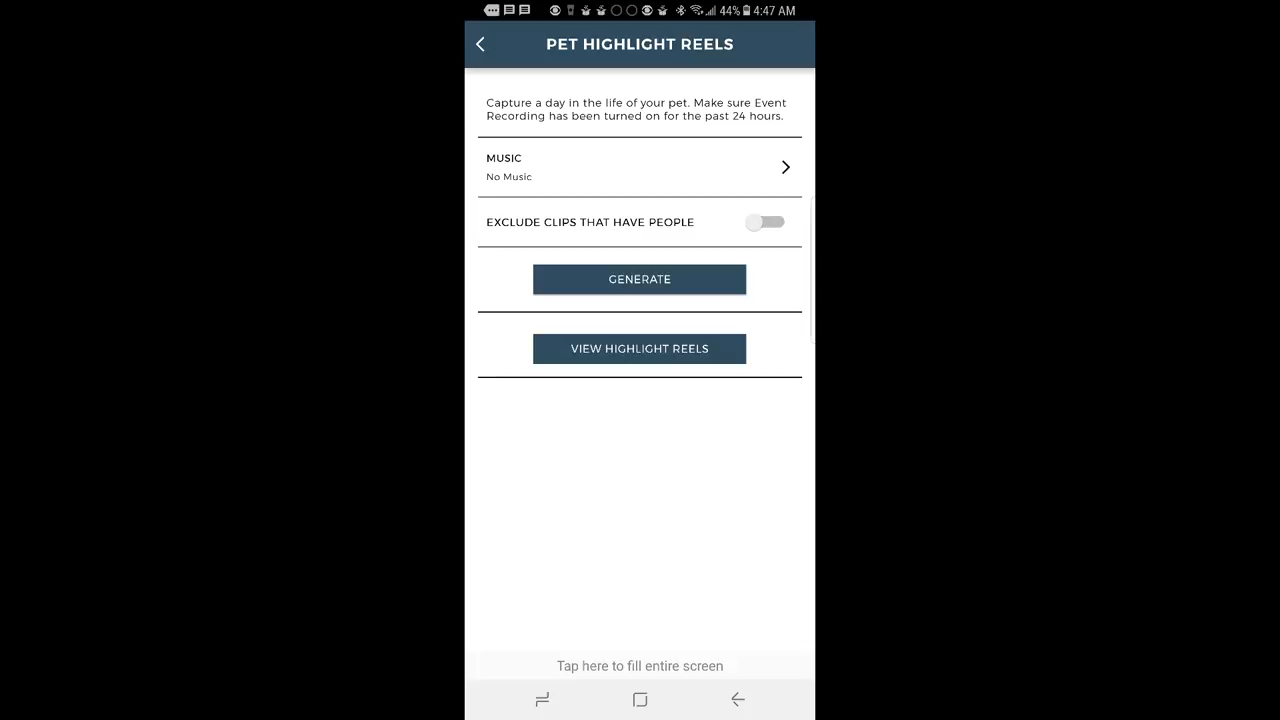 44% 4:47 AM
PET HIGHLIGHT REELS
Capture a day in the life of your pet. Make sure Event
Recording has been turned on for the past 24 hours.
MUSIC
No Music
EXCLUDE CLIPS THAT HAVE PEOPLE
GENERATE
VIEW HIGHLIGHT REELS
Tap here to fill entire screen